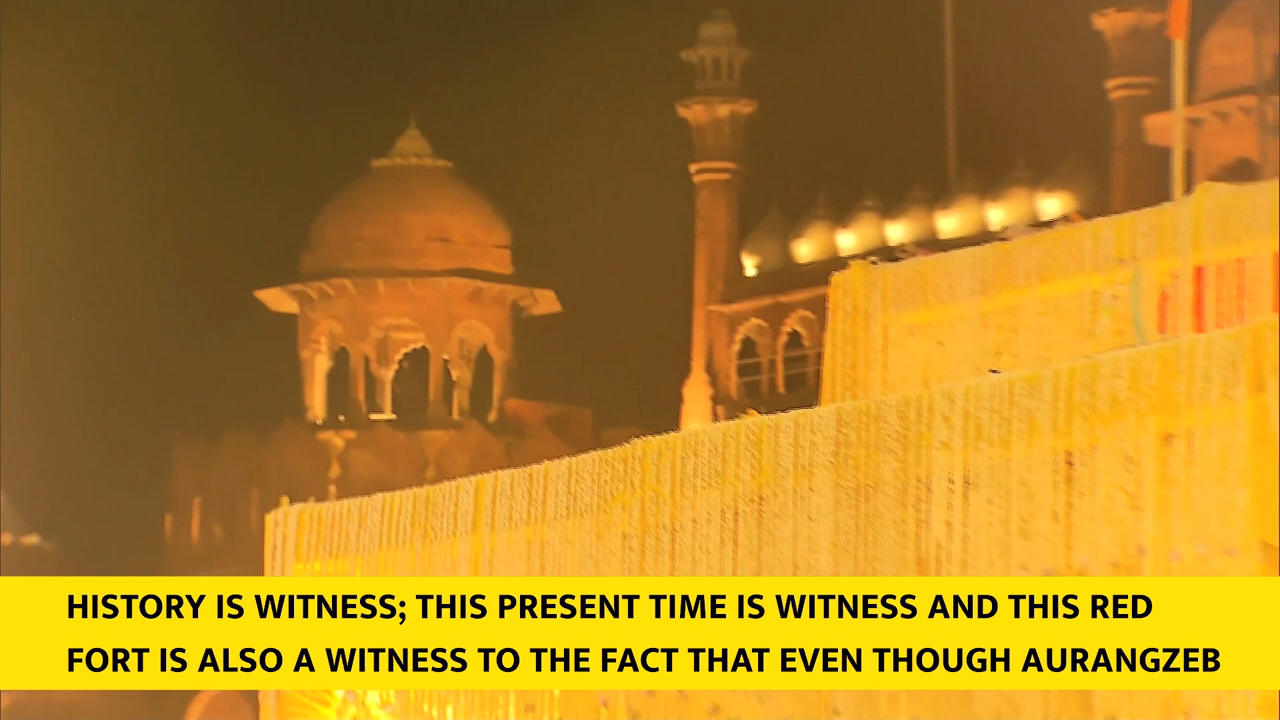 HISTORY IS WITNESS; THIS PRESENT TIME IS WITNESS AND THIS RED
FORT IS ALSO A WITNESS TO THE FACT THAT EVEN THOUGH AURANGZEB